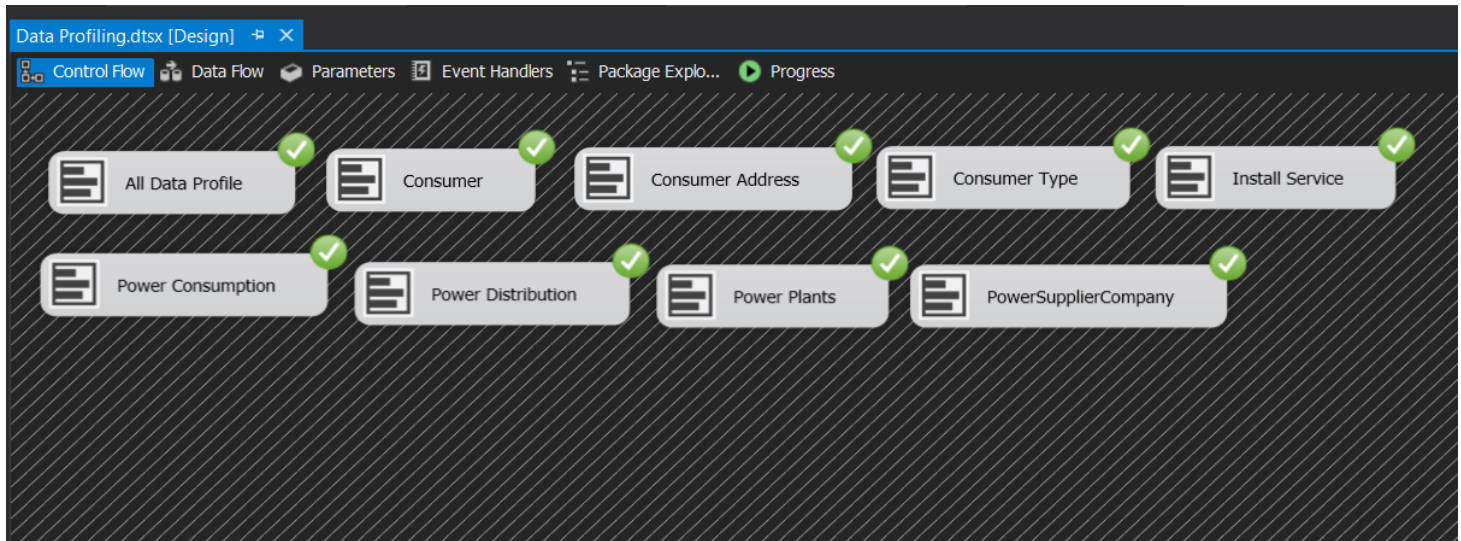 Data Profiling.dtsx [Design]
Control Flow Data Flow Parameters Event Handlers Package Explo... Progress
All Data Profile Consumer Consumer Address Consumer Type Install Service
Power Consumption Power Distribution Power Plants PowerSupplierCompany